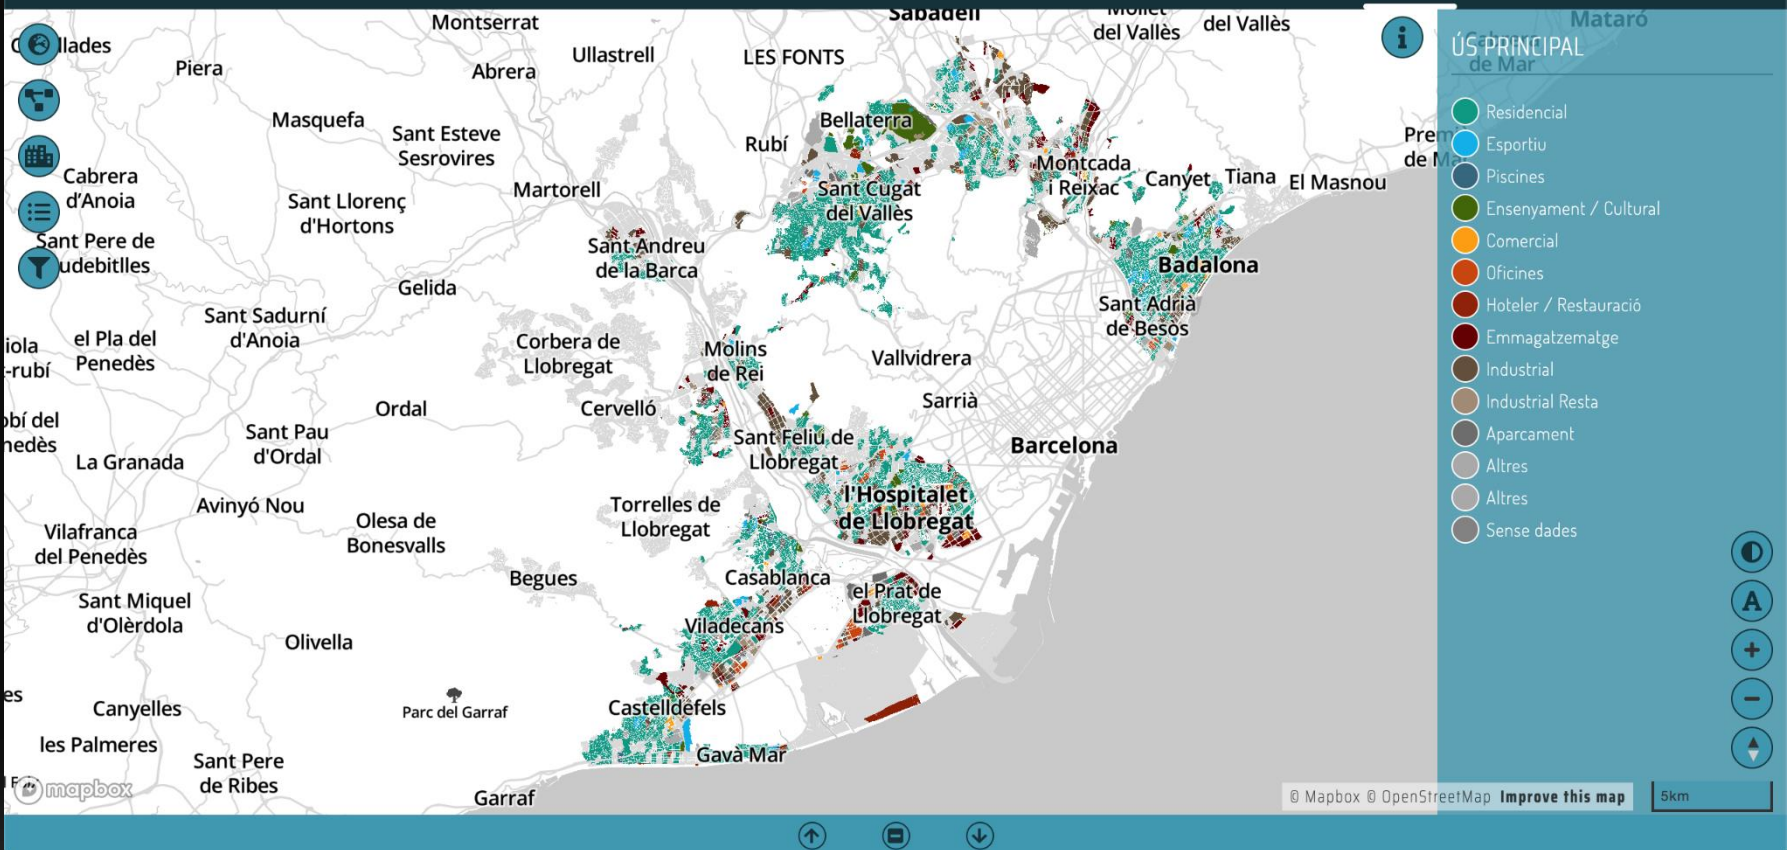 Montserrat
Sabadell
del Vallès
del Vallès
Mataró
Ullastrell
LES FONTS
Piera
Abrera
ÚS PRINCIPAL
de Mar
Masquefa
Sant Esteve
Sesrovires
Rubí
Bellaterra
Residencial
Esportiu
Piscines
Ensenyament / Cultural
Comercial
Oficines
Hoteler / Restauració
Emmagatzematge
Industrial
Industrial Resta
Aparcament
Altres
Altres
Sense dades
Cabrera
d'Anoia
Sant Llorenç
d'Hortons
Martorell
Sant Cugat
del Vallès
Montcada
i Reixac
Canyet
Tiana
El Masnou
Sant Pere de
Sant Andreu
de la Barca
Badalona
Gelida
Sant Sadurní
d'Anoia
Sant Adrià
de Besòs
el Pla del
Penedès
Corbera de
Llobregat
Molins
de Rei
Vallvidrera
Ordal
Cervelló
Sarrià
Sant Pau
d'Ordal
La Granada
Sant Feliu de
Llobregat
Barcelona
Avinyó Nou
Torrelles de
Llobregat
l'Hospitalet
de Llobregat
Vilafranca
del Penedès
Olesa de
Bonesvalls
Begues
Casablanca
el Prat de
Llobregat
Sant Miquel
d'Olèrdola
Olivella
Viladecans
Canyelles
Parc del Garraf
Castelldefels
les Palmeres
Sant Pere
de Ribes
Gavà Mar
mapbox
Garraf
© Mapbox © OpenStreetMap Improve this map
5km